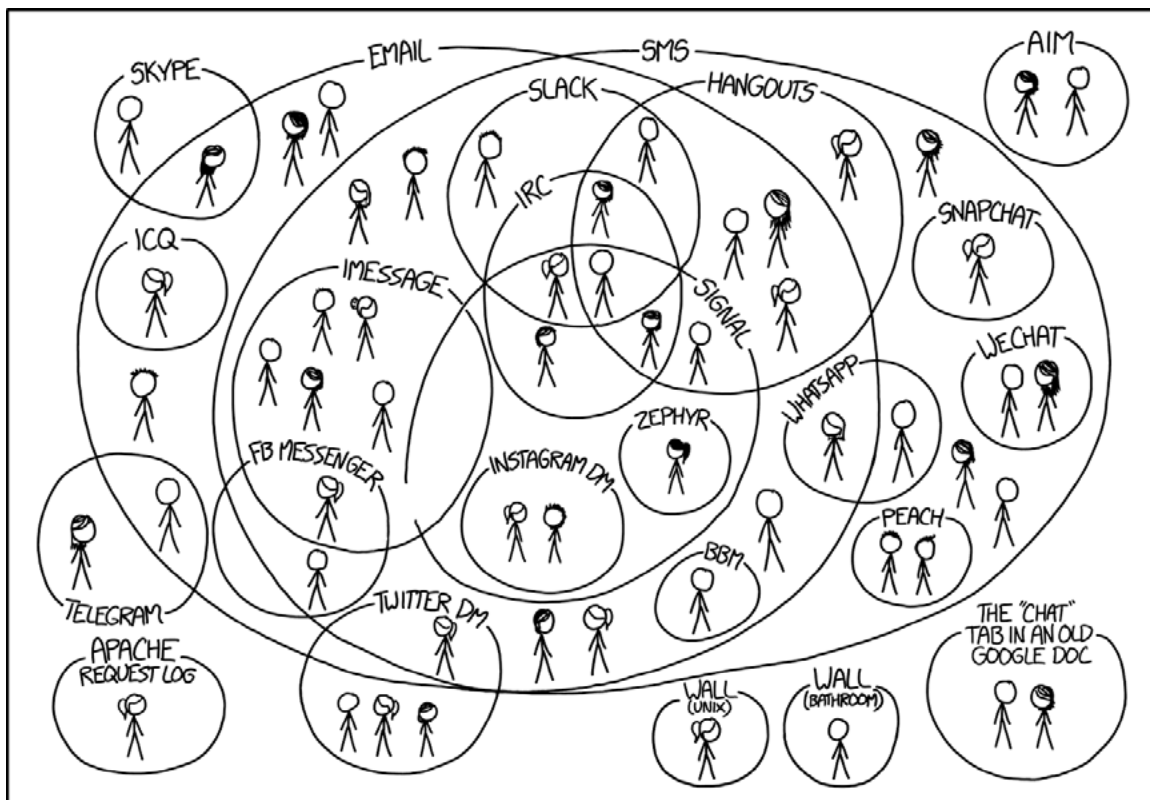 EMAIL
SMS
AIM
SKYPE
SLACK
HANGOUTS
IRC
SNAPCHAT
ICQ
IMESSAGE
SIGNAL
WECHAT
WHATSAPP
ZEPHYR
FB MESSENGER
INSTAGRAM DM
PEACH
BBM
TELEGRAM
TWITTER DM
THE "CHAT"
TAB IN AN OLD
GOOGLE DOC
APACHE
REQUEST LOG
WALL
(UNIX)
WALL
(BATHROOM)